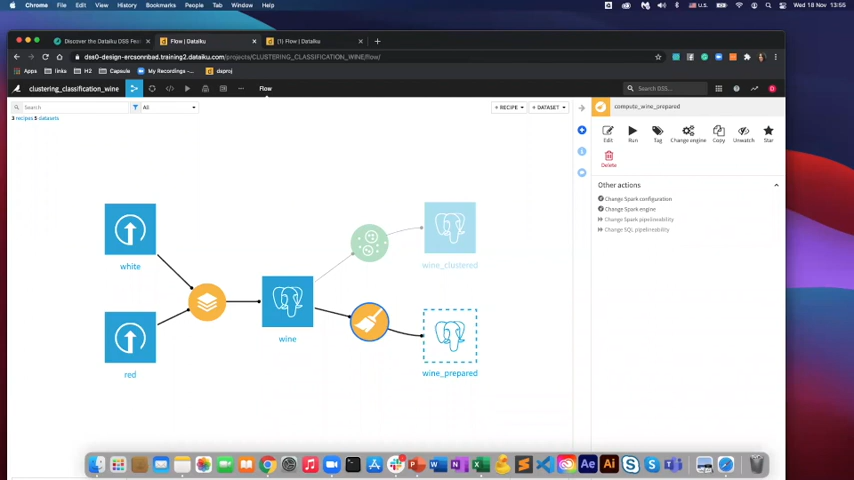 Chrome File Edit View History Bookmarks People Tab Window Help
U.S.
Wed 18 Nov 13:55
Discover the Dataiku DSS Feat
Flow | Dataiku
(1) Flow | Dataiku
dss0-design-ercsonnbad.training2.dataiku.com/projects/CLUSTERING_CLASSIFICATION_WINE/flow/
Apps links H2 Capsule My Recordings -... dsproj
clustering_classification_wine
Flow
Search DSS...
Search
All
+ RECIPE
+ DATASET
compute_wine_prepared
3 recipes 5 datasets
Edit Run Tag Change engine Copy Unwatch Star
Delete
Other actions
Change Spark configuration
Change Spark engine
Change Spark pipelineability
Change SQL pipelineability
white
wine_clustered
wine
red
wine_prepared